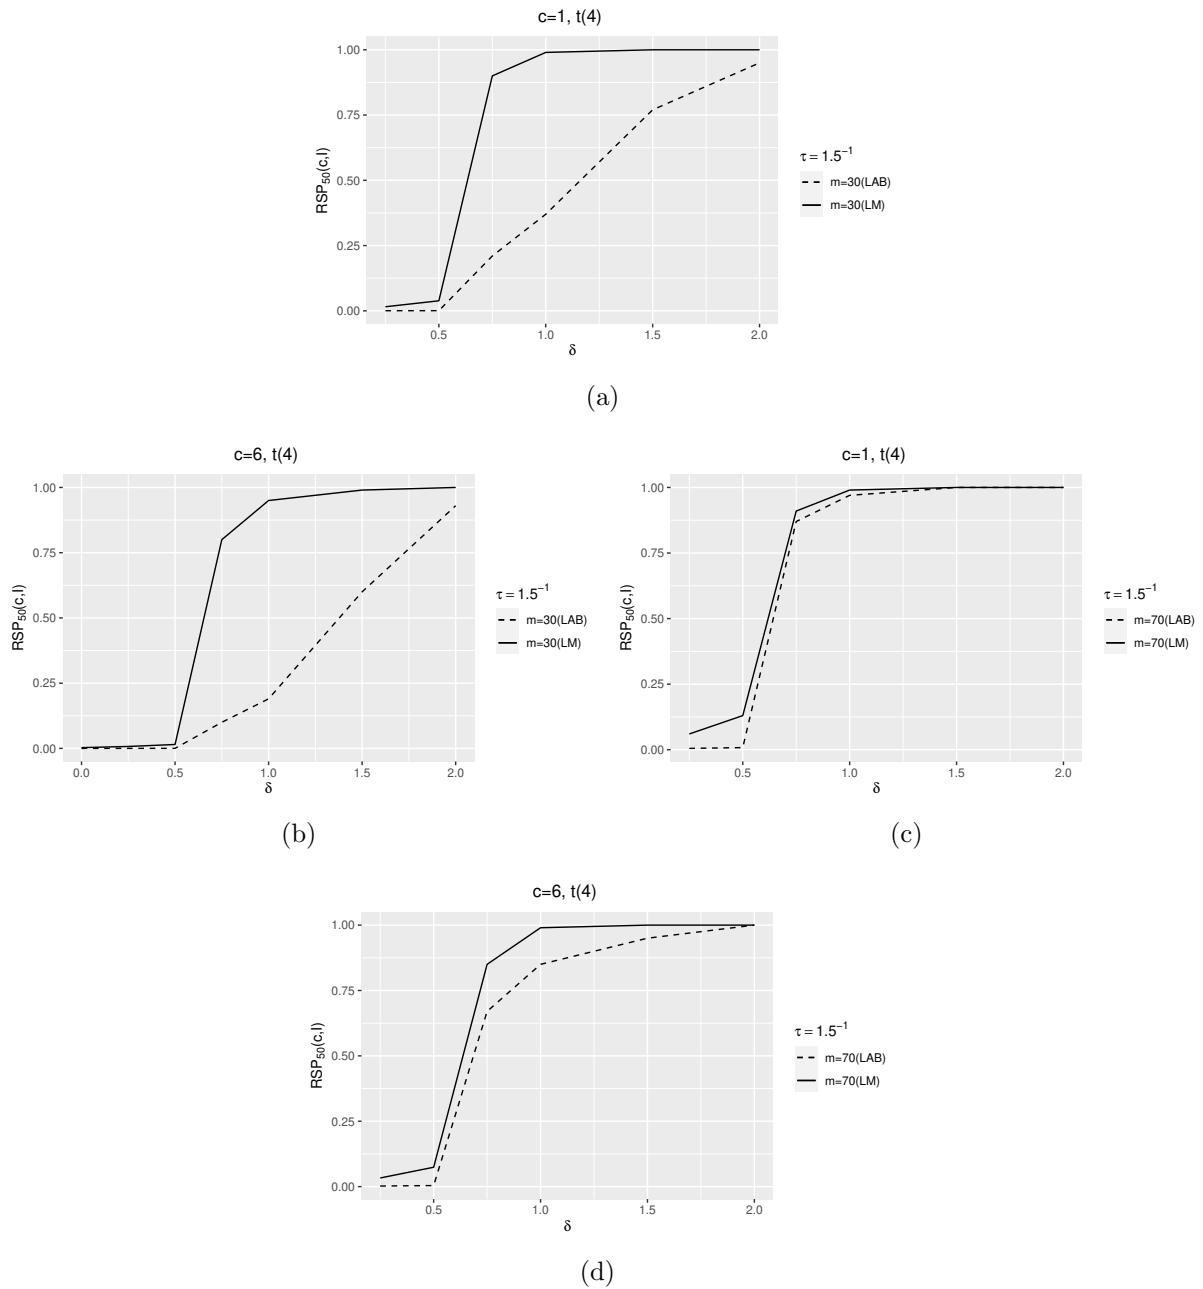 c=1, t(4)
1.00
0.75
0.50
0.25
0.00
RSP50(c,I)
0.5 1.0 1.5 2.0
δ
τ = 1.5⁻¹
m=30(LAB)
m=30(LM)
(a)
c=6, t(4)
1.00
0.75
0.50
0.25
0.00
RSP50(c,I)
0.0 0.5 1.0 1.5 2.0
δ
τ = 1.5⁻¹
m=30(LAB)
m=30(LM)
(b)
c=1, t(4)
1.00
0.75
0.50
0.25
0.00
RSP50(c,I)
0.5 1.0 1.5 2.0
δ
τ = 1.5⁻¹
m=70(LAB)
m=70(LM)
(c)
c=6, t(4)
1.00
0.75
0.50
0.25
0.00
RSP50(c,I)
0.5 1.0 1.5 2.0
δ
τ = 1.5⁻¹
m=70(LAB)
m=70(LM)
(d)